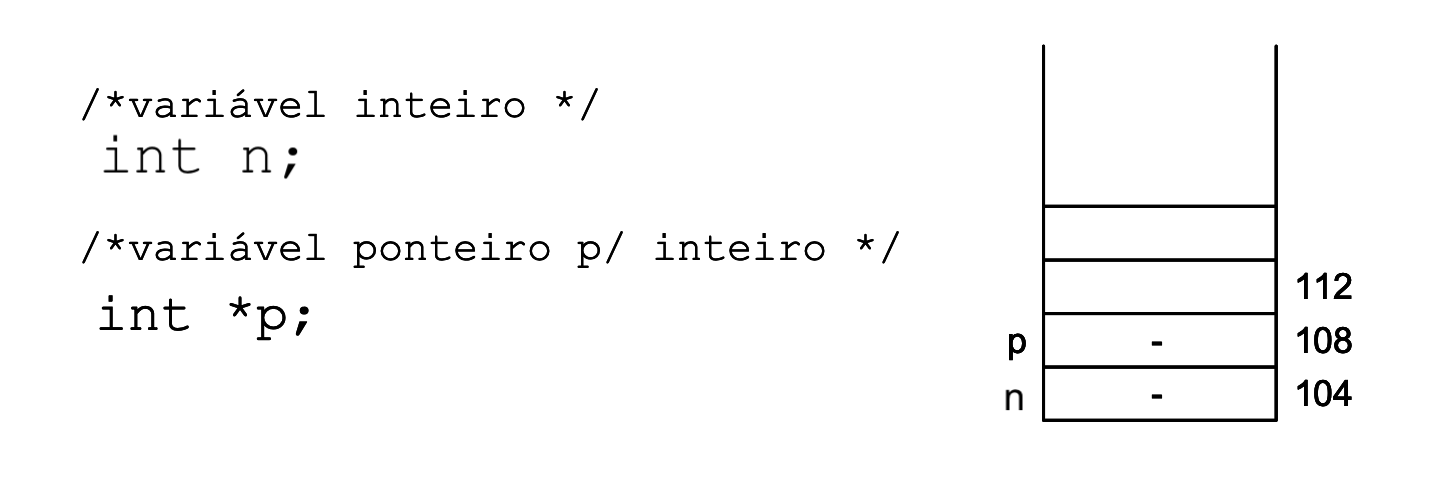 /*variável inteiro */
int n;
/*variável ponteiro p/ inteiro */
int *p;
112
p - 108
n - 104